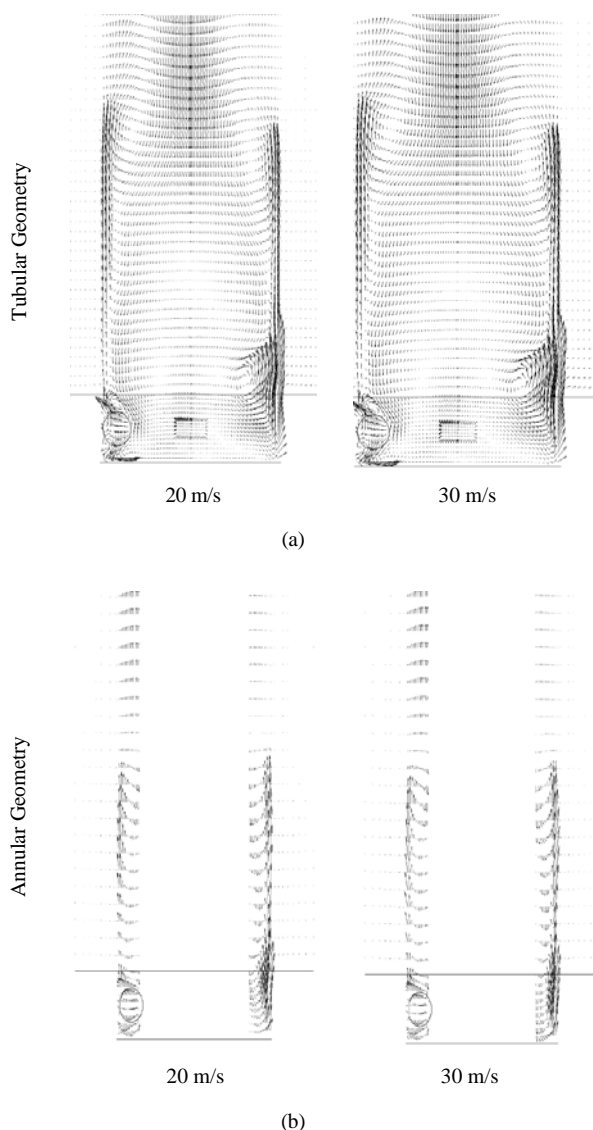 Tubular Geometry
20 m/s
30 m/s
(a)
Annular Geometry
20 m/s
30 m/s
(b)